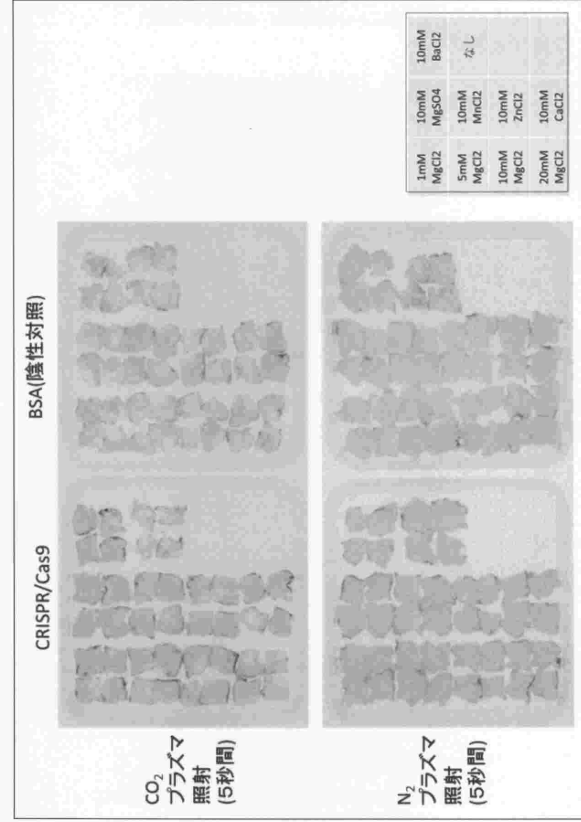 CRISPR/Cas9
BSA(陰性対照)
CO2
プラズマ
照射
(5秒間)
N2
プラズマ
照射
(5秒間)
1mM
MgCl2
10mM
MgSO4
10mM
BaCl2
5mM
MgCl2
10mM
MnCl2
なし
10mM
MgCl2
10mM
ZnCl2
20mM
MgCl2
10mM
CaCl2